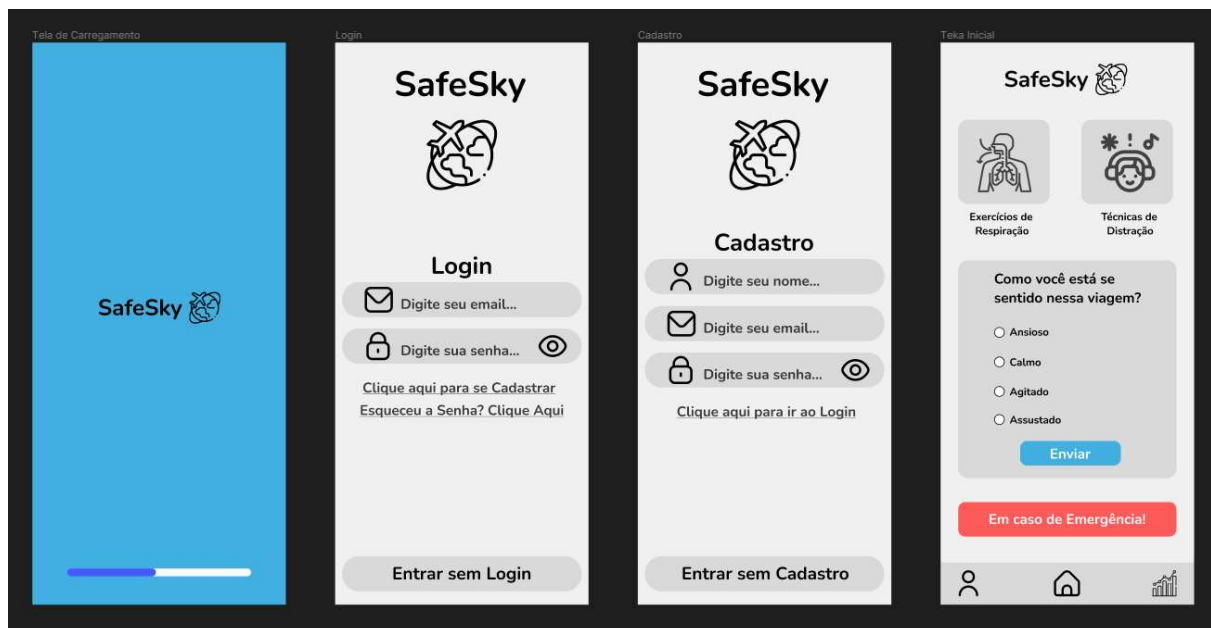 Tela de Carregamento
SafeSky
Login
SafeSky
Login
Digite seu email...
Digite sua senha...
Clique aqui para se Cadastrar
Esqueceu a Senha? Clique Aqui
Entrar sem Login
Cadastro
SafeSky
Cadastro
Digite seu nome...
Digite seu email...
Digite sua senha...
Clique aqui para ir ao Login
Entrar sem Cadastro
Teka Inicial
SafeSky
Exercícios de
Respiração
Técnicas de
Distração
Como você está se
sentido nessa viagem?
Ansioso
Calmo
Agitado
Assustado
Enviar
Em caso de Emergência!